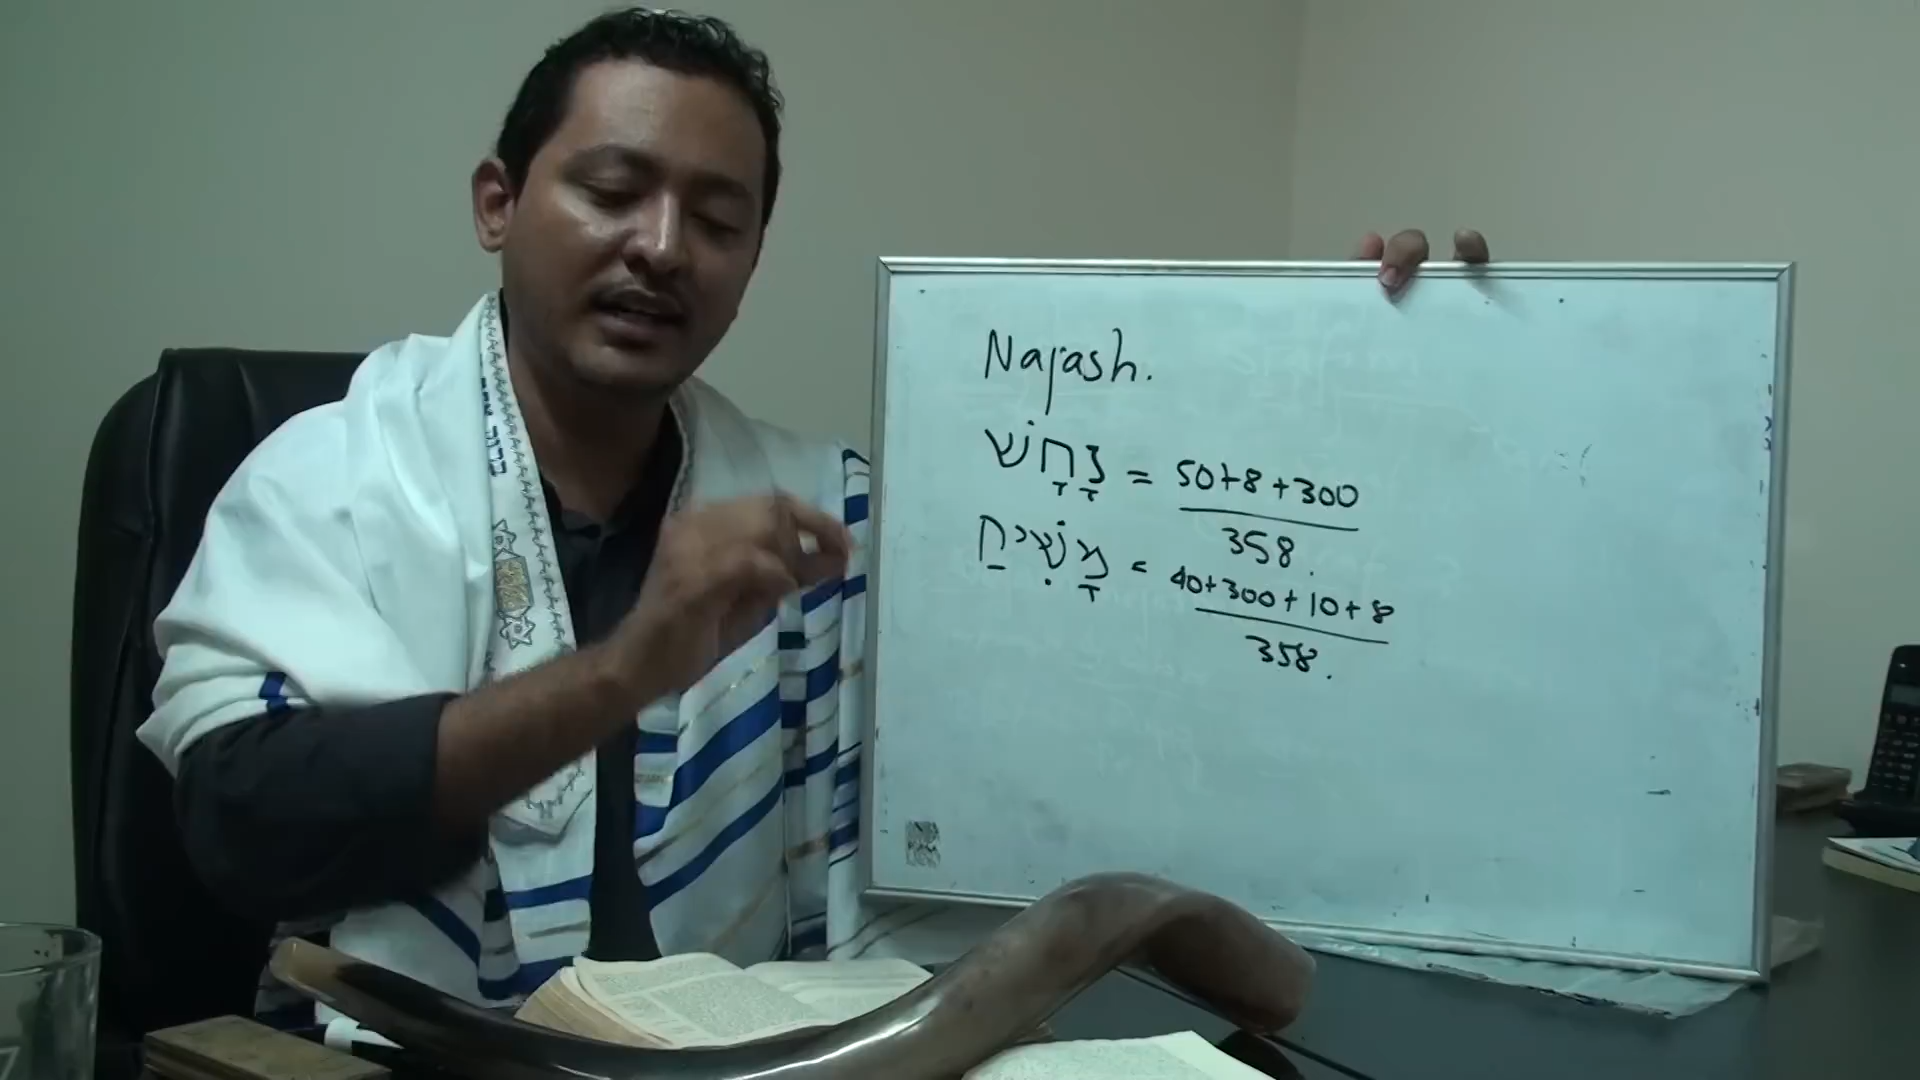 Najash.
נָחָשׁ = 50+8+300
358.
מָשִׁיחַ = 40+300+10+8
358.